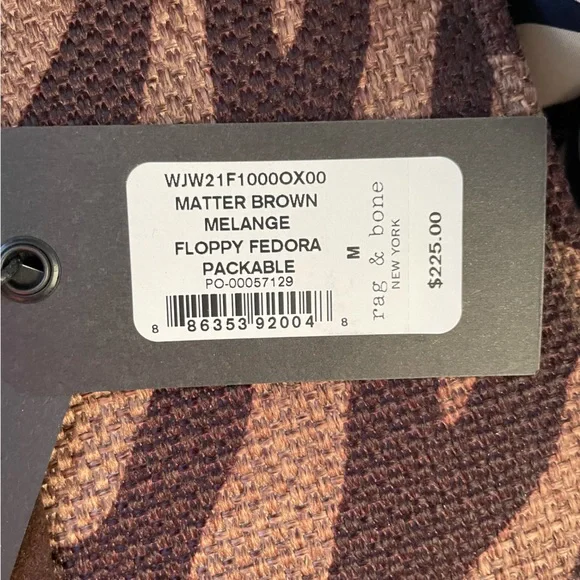 WJW21F1000OX00
MATTER BROWN
MELANGE
FLOPPY FEDORA
PACKABLE
PO-00057129
8 86353 92004 8
M
rag & bone
NEW YORK
$225.00